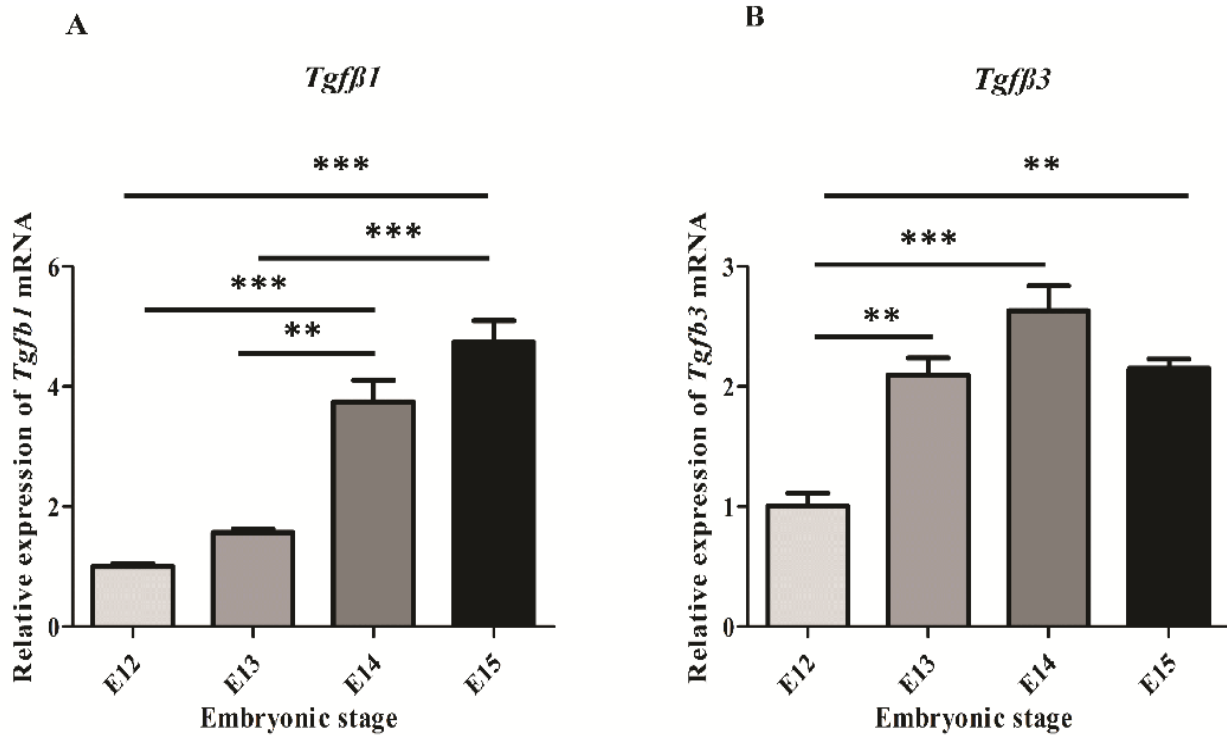 A
Tgfβ1
Relative expression of Tgfb1 mRNA
***
***
***
**
6
4
2
0
E12
E13
E14
E15
Embryonic stage
B
Tgfβ3
Relative expression of Tgfb3 mRNA
**
***
**
3
2
1
0
E12
E13
E14
E15
Embryonic stage